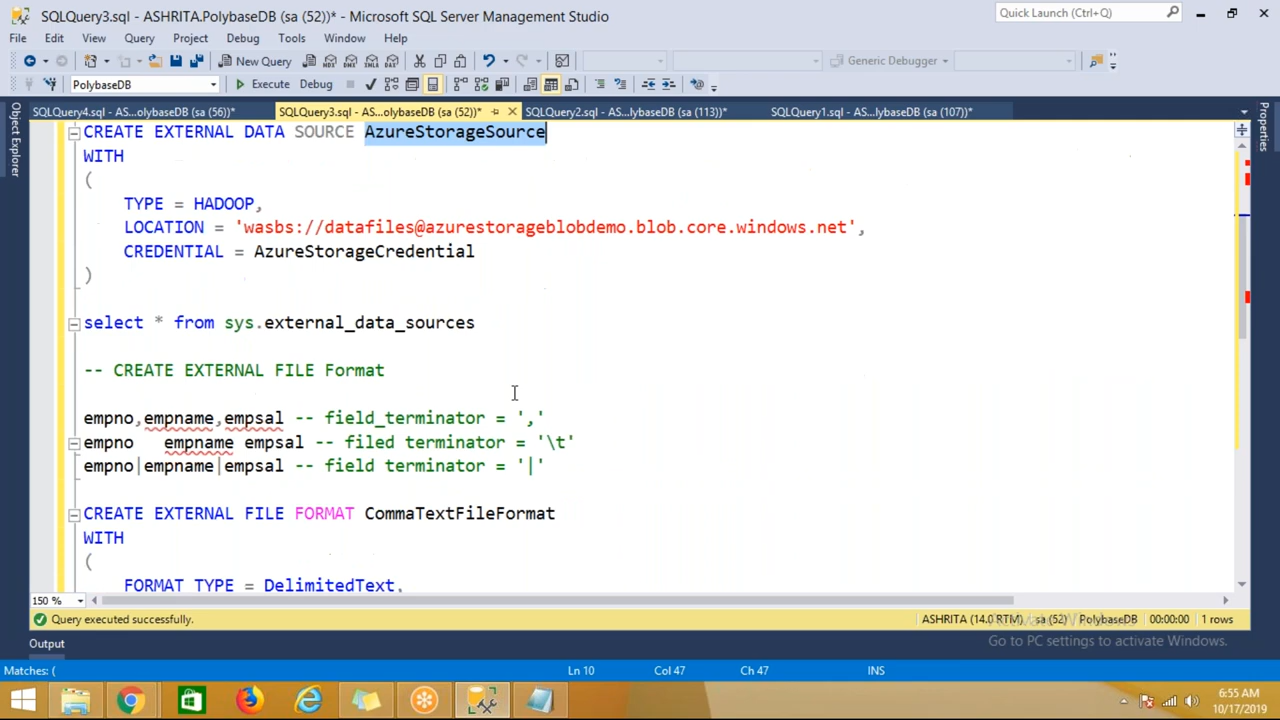 SQLQuery3.sql - ASHRITA.PolybaseDB (sa (52))* - Microsoft SQL Server Management Studio
Quick Launch (Ctrl+Q)
File Edit View Query Project Debug Tools Window Help
New Query
Generic Debugger
PolybaseDB
Execute Debug
SQLQuery4.sql - AS...olybaseDB (sa (56))*
SQLQuery3.sql - AS...olybaseDB (sa (52))*
SQLQuery2.sql - AS...lybaseDB (sa (113))*
SQLQuery1.sql - AS...lybaseDB (sa (107))*
Object Explorer
Properties
CREATE EXTERNAL DATA SOURCE AzureStorageSource
WITH
(
TYPE = HADOOP,
LOCATION = 'wasbs://datafiles@azurestorageblobdemo.blob.core.windows.net',
CREDENTIAL = AzureStorageCredential
)
select * from sys.external_data_sources
-- CREATE EXTERNAL FILE Format
empno,empname,empsal -- field_terminator = ','
empno empname empsal -- filed terminator = '\t'
empno|empname|empsal -- field terminator = '|'
CREATE EXTERNAL FILE FORMAT CommaTextFileFormat
WITH
(
FORMAT_TYPE = DelimitedText,
150 %
Query executed successfully.
ASHRITA (14.0 RTM) sa (52) PolybaseDB 00:00:00 1 rows
Activate Windows
Go to PC settings to activate Windows.
Output
Matches: (
Ln 10 Col 47 Ch 47 INS
6:55 AM
10/17/2019